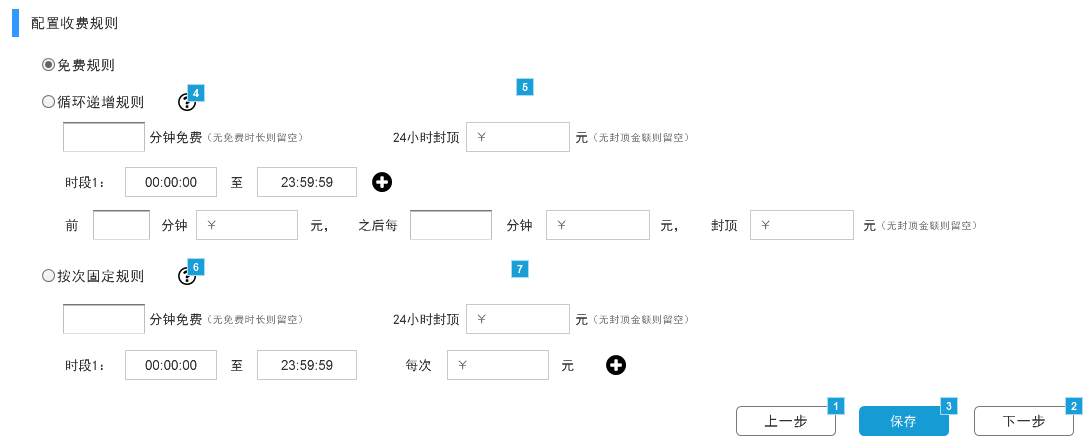 配置收费规则
免费规则
循环递增规则 ? 4 5
分钟免费（无免费时长则留空） 24小时封顶 ￥ 元（无封顶金额则留空）
时段1： 00:00:00 至 23:59:59
前 分钟 ￥ 元， 之后每 分钟 ￥ 元， 封顶 ￥ 元（无封顶金额则留空）
按次固定规则 ? 6 7
分钟免费（无免费时长则留空） 24小时封顶 ￥ 元（无封顶金额则留空）
时段1： 00:00:00 至 23:59:59 每次 ￥ 元
上一步 1 保存 3 下一步 2